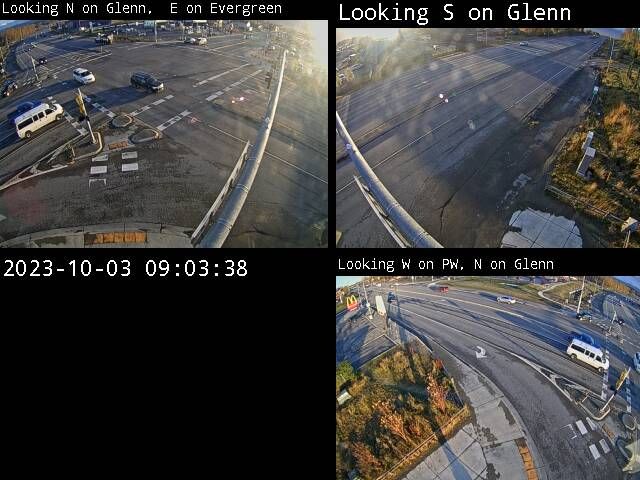 Looking N on Glenn,  E on Evergreen
Looking S on Glenn
2023-10-03 09:03:38
Looking W on PW, N on Glenn